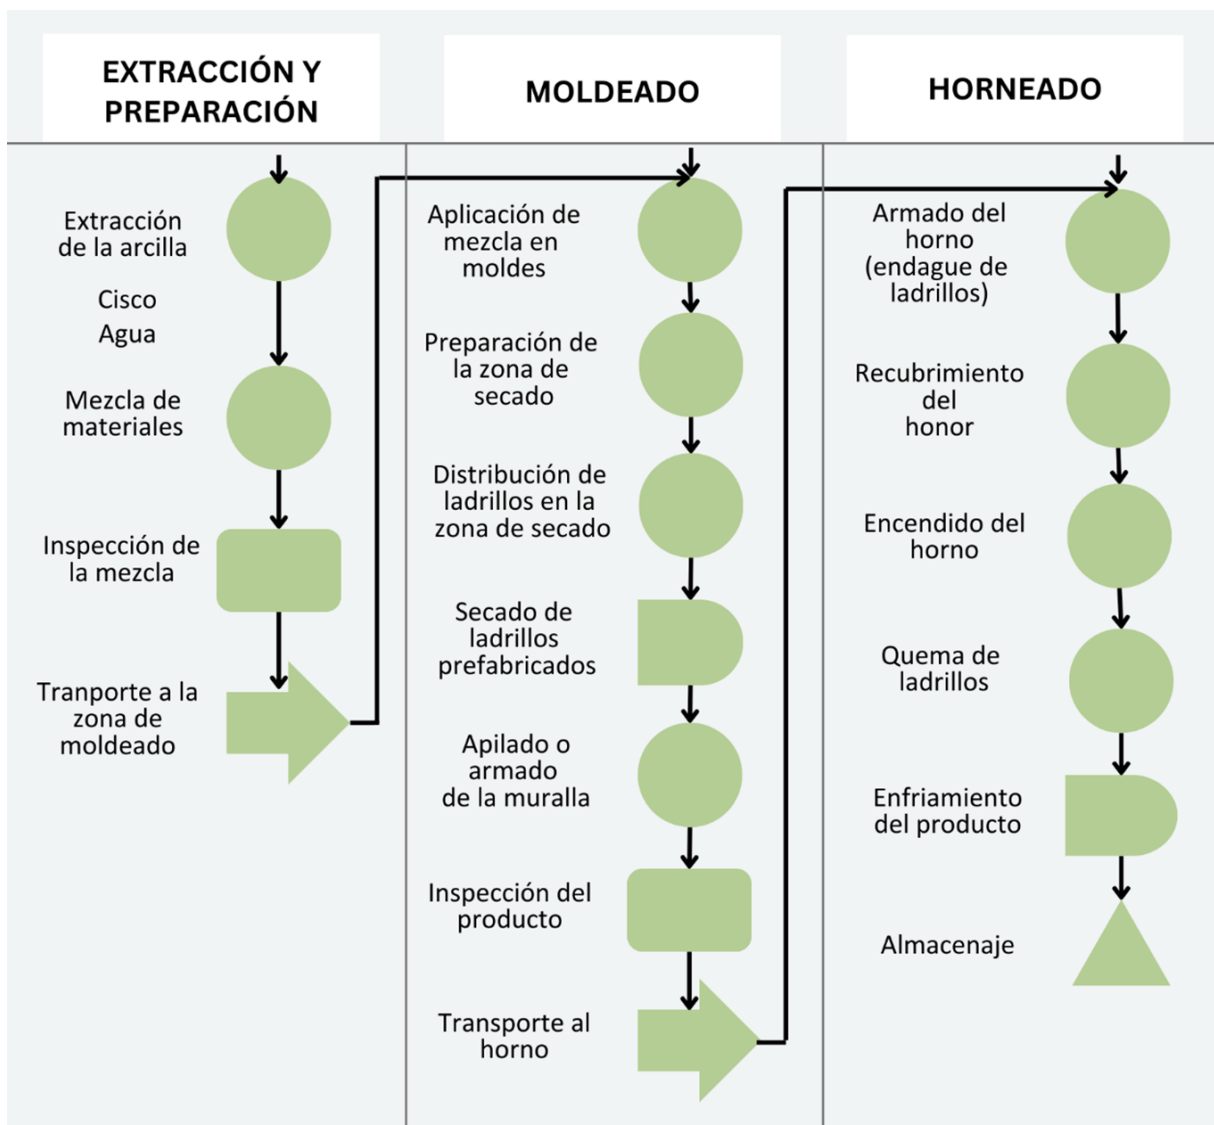 EXTRACCIÓN Y
PREPARACIÓN
Extracción
de la arcilla
Cisco
Agua
Mezcla de
materiales
Inspección de
la mezcla
Tranporte a la
zona de
moldeado
MOLDEADO
Aplicación de
mezcla en
moldes
Preparación de
la zona de
secado
Distribución de
ladrillos en la
zona de secado
Secado de
ladrillos
prefabricados
Apilado o
armado
de la muralla
Inspección del
producto
Transporte al
horno
HORNEADO
Armado del
horno
(endague de
ladrillos)
Recubrimiento
del
honor
Encendido del
horno
Quema de
ladrillos
Enfriamiento
del producto
Almacenaje